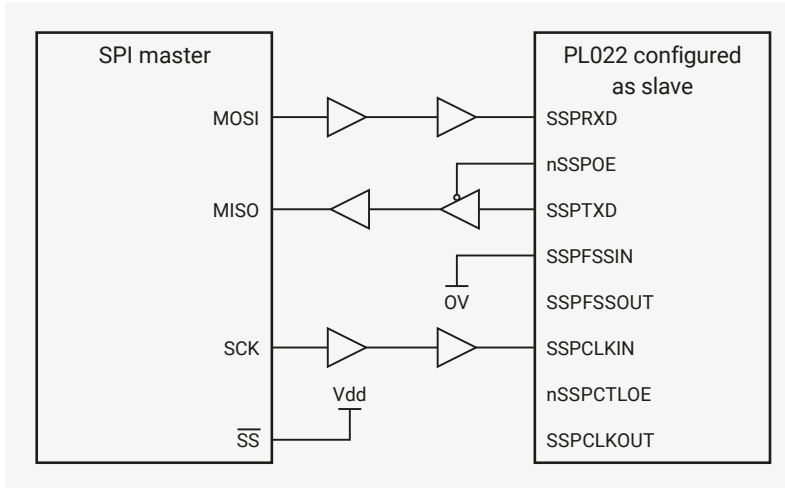 SPI master
MOSI
MISO
SCK
Vdd
S̅S̅
PL022 configured
as slave
SSPRXD
nSSPOE
SSPTXD
SSPFSSIN
0V
SSPFSSOUT
SSPCLKIN
nSSPCTLOE
SSPCLKOUT